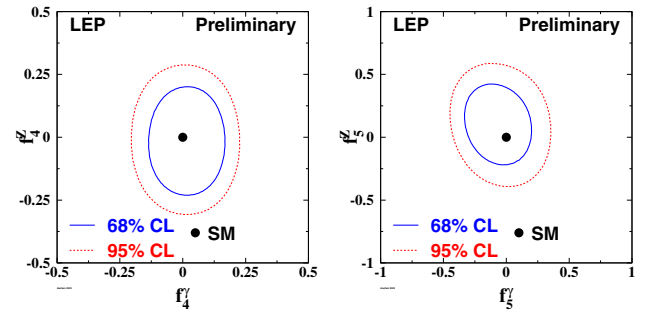 LEP Preliminary
0.5
0.25
0
-0.25
-0.5
f₄ᶻ
68% CL
95% CL
SM
-0.5 -0.25 0 0.25 0.5
f₄ᵞ
LEP Preliminary
1
0.5
0
-0.5
-1
f₅ᶻ
68% CL
95% CL
SM
-1 -0.5 0 0.5 1
f₅ᵞ